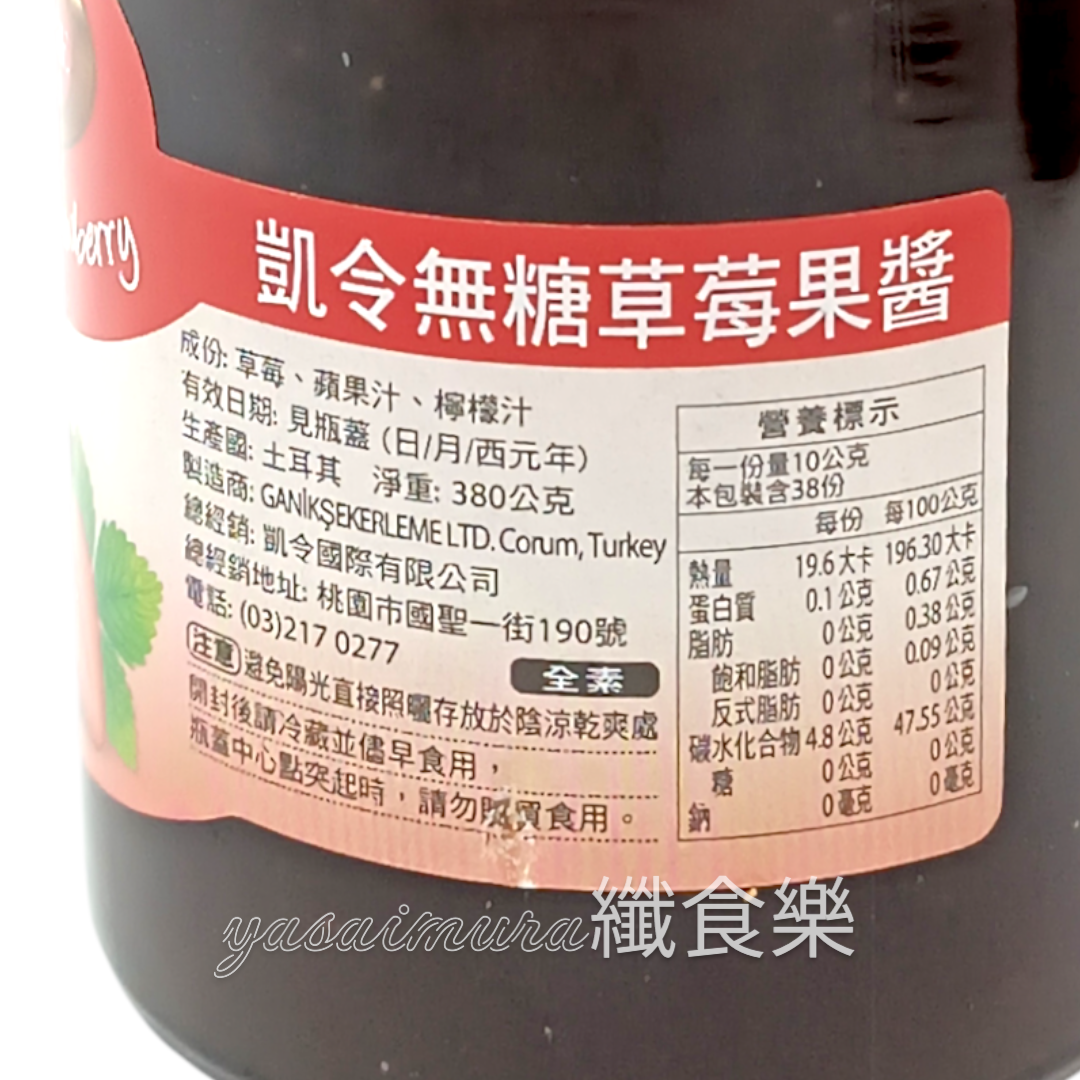 berry
凱令無糖草莓果醬
成份: 草莓、蘋果汁、檸檬汁
有效日期: 見瓶蓋 (日/月/西元年)
生產國: 土耳其 淨重: 380公克
製造商: GANİKŞEKERLEME LTD. Corum, Turkey
總經銷: 凱令國際有限公司
總經銷地址: 桃園市國聖一街190號
電話: (03)217 0277
全素
注意 避免陽光直接照曬存放於陰涼乾爽處
開封後請冷藏並儘早食用，
瓶蓋中心點突起時，請勿購買食用。
營養標示
每一份量10公克
本包裝含38份
每份 每100公克
熱量 19.6大卡 196.30大卡
蛋白質 0.1公克 0.67公克
脂肪 0公克 0.38公克
飽和脂肪 0公克 0.09公克
反式脂肪 0公克 0公克
碳水化合物 4.8公克 47.55公克
糖 0公克 0公克
鈉 0毫克 0毫克
yasaimura纖食樂